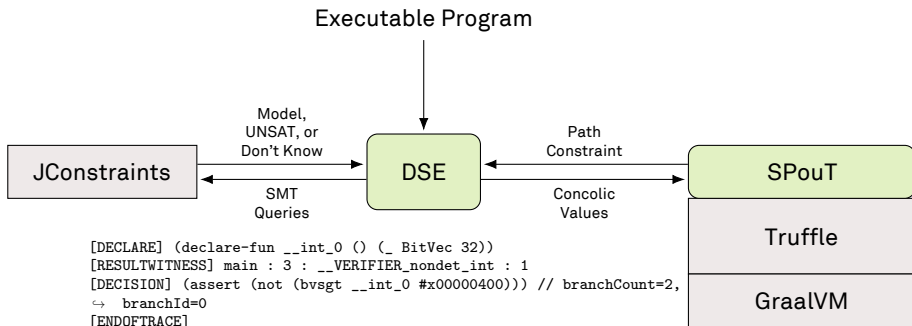 Executable Program
Model,
UNSAT, or
Don't Know
Path
Constraint
JConstraints
DSE
SPouT
SMT
Queries
Concolic
Values
Truffle
GraalVM
[DECLARE] (declare-fun __int_0 () (_ BitVec 32))
[RESULTWITNESS] main : 3 : __VERIFIER_nondet_int : 1
[DECISION] (assert (not (bvsgt __int_0 #x00000400))) // branchCount=2,
↪ branchId=0
[ENDOFTRACE]